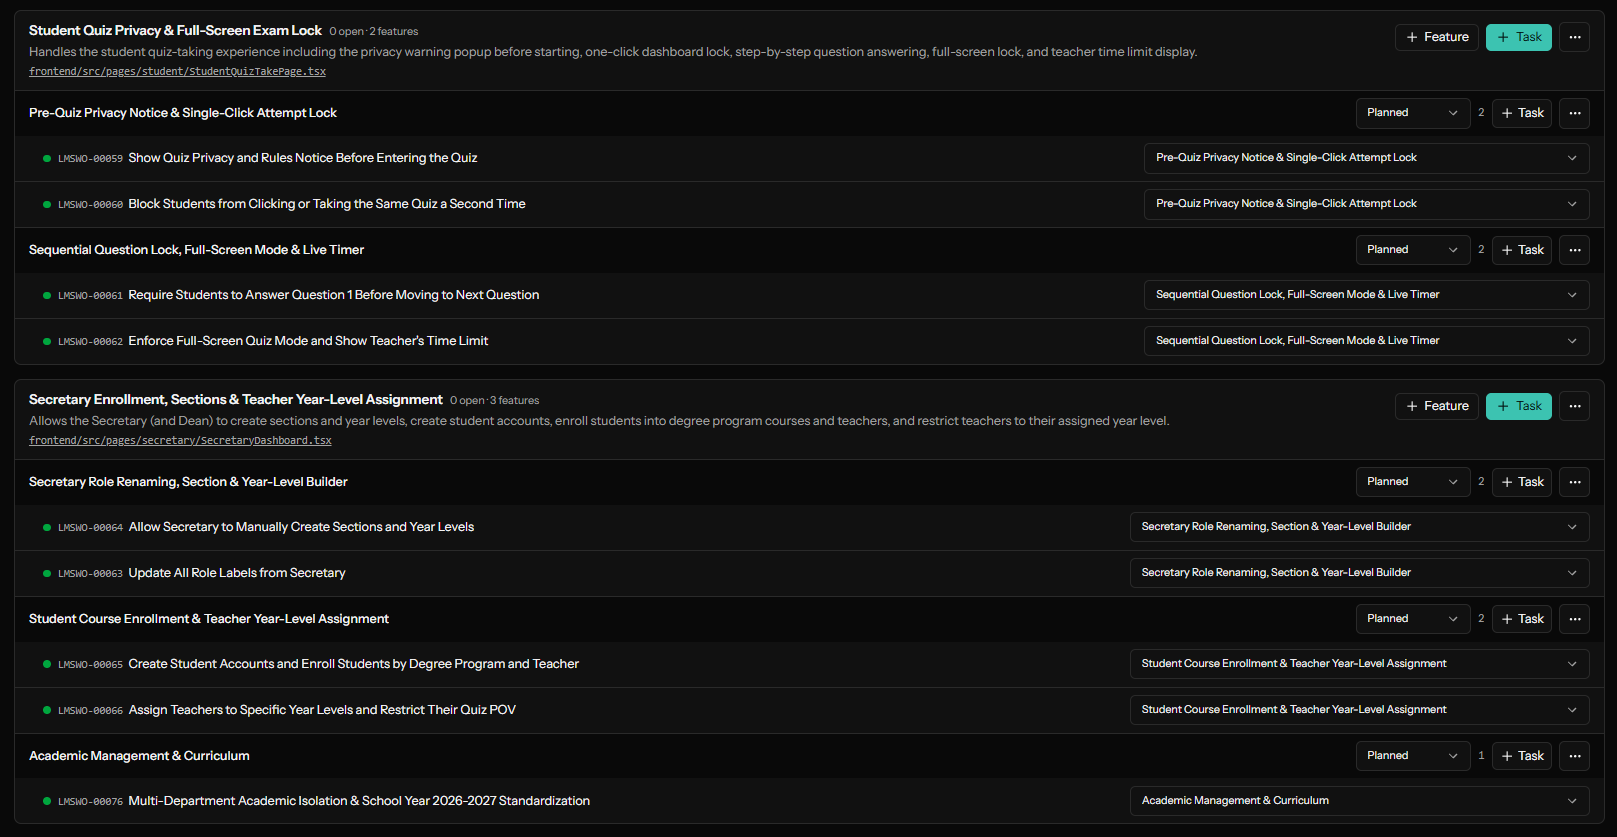 Student Quiz Privacy & Full-Screen Exam Lock 0 open · 2 features
+ Feature + Task ...
Handles the student quiz-taking experience including the privacy warning popup before starting, one-click dashboard lock, step-by-step question answering, full-screen lock, and teacher time limit display.
frontend/src/pages/student/StudentQuizTakePage.tsx
Pre-Quiz Privacy Notice & Single-Click Attempt Lock Planned 2 + Task ...
LMSWO-00059 Show Quiz Privacy and Rules Notice Before Entering the Quiz Pre-Quiz Privacy Notice & Single-Click Attempt Lock
LMSWO-00060 Block Students from Clicking or Taking the Same Quiz a Second Time Pre-Quiz Privacy Notice & Single-Click Attempt Lock
Sequential Question Lock, Full-Screen Mode & Live Timer Planned 2 + Task ...
LMSWO-00061 Require Students to Answer Question 1 Before Moving to Next Question Sequential Question Lock, Full-Screen Mode & Live Timer
LMSWO-00062 Enforce Full-Screen Quiz Mode and Show Teacher's Time Limit Sequential Question Lock, Full-Screen Mode & Live Timer
Secretary Enrollment, Sections & Teacher Year-Level Assignment 0 open · 3 features
+ Feature + Task ...
Allows the Secretary (and Dean) to create sections and year levels, create student accounts, enroll students into degree program courses and teachers, and restrict teachers to their assigned year level.
frontend/src/pages/secretary/SecretaryDashboard.tsx
Secretary Role Renaming, Section & Year-Level Builder Planned 2 + Task ...
LMSWO-00064 Allow Secretary to Manually Create Sections and Year Levels Secretary Role Renaming, Section & Year-Level Builder
LMSWO-00063 Update All Role Labels from Secretary Secretary Role Renaming, Section & Year-Level Builder
Student Course Enrollment & Teacher Year-Level Assignment Planned 2 + Task ...
LMSWO-00065 Create Student Accounts and Enroll Students by Degree Program and Teacher Student Course Enrollment & Teacher Year-Level Assignment
LMSWO-00066 Assign Teachers to Specific Year Levels and Restrict Their Quiz POV Student Course Enrollment & Teacher Year-Level Assignment
Academic Management & Curriculum Planned 1 + Task ...
LMSWO-00076 Multi-Department Academic Isolation & School Year 2026-2027 Standardization Academic Management & Curriculum